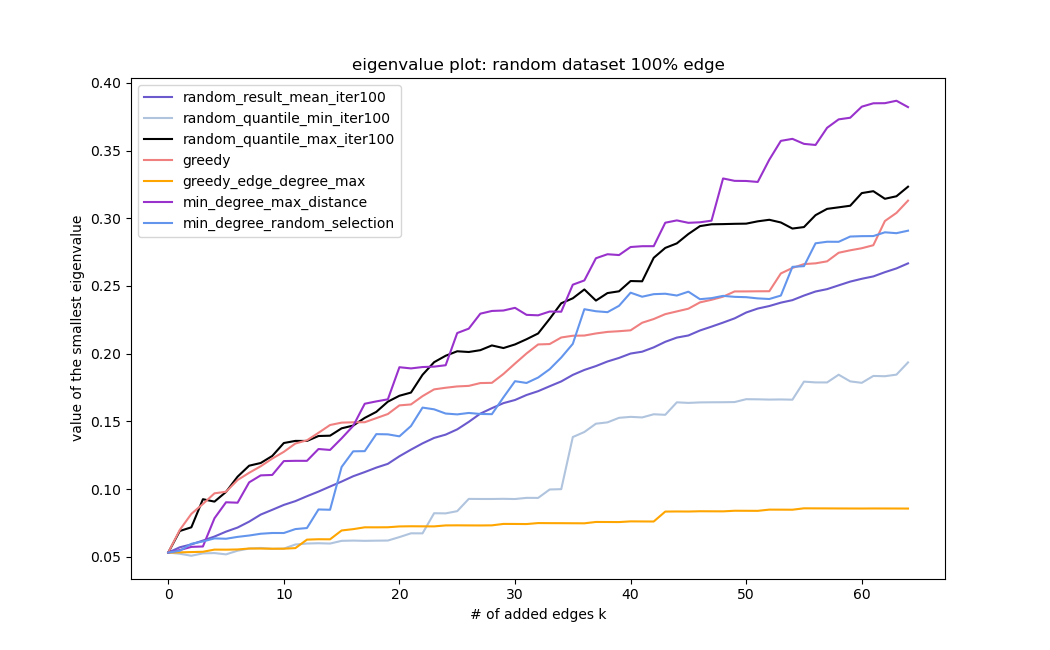 eigenvalue plot: random dataset 100% edge
random_result_mean_iter100
random_quantile_min_iter100
random_quantile_max_iter100
greedy
greedy_edge_degree_max
min_degree_max_distance
min_degree_random_selection
value of the smallest eigenvalue
0.40
0.35
0.30
0.25
0.20
0.15
0.10
0.05
0 10 20 30 40 50 60
# of added edges k